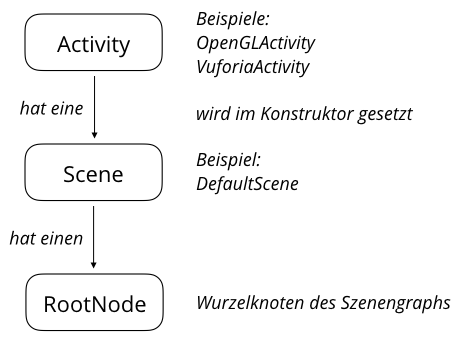 Activity
Beispiele:
OpenGLActivity
VuforiaActivity
hat eine
wird im Konstruktor gesetzt
Scene
Beispiel:
DefaultScene
hat einen
RootNode
Wurzelknoten des Szenengraphs